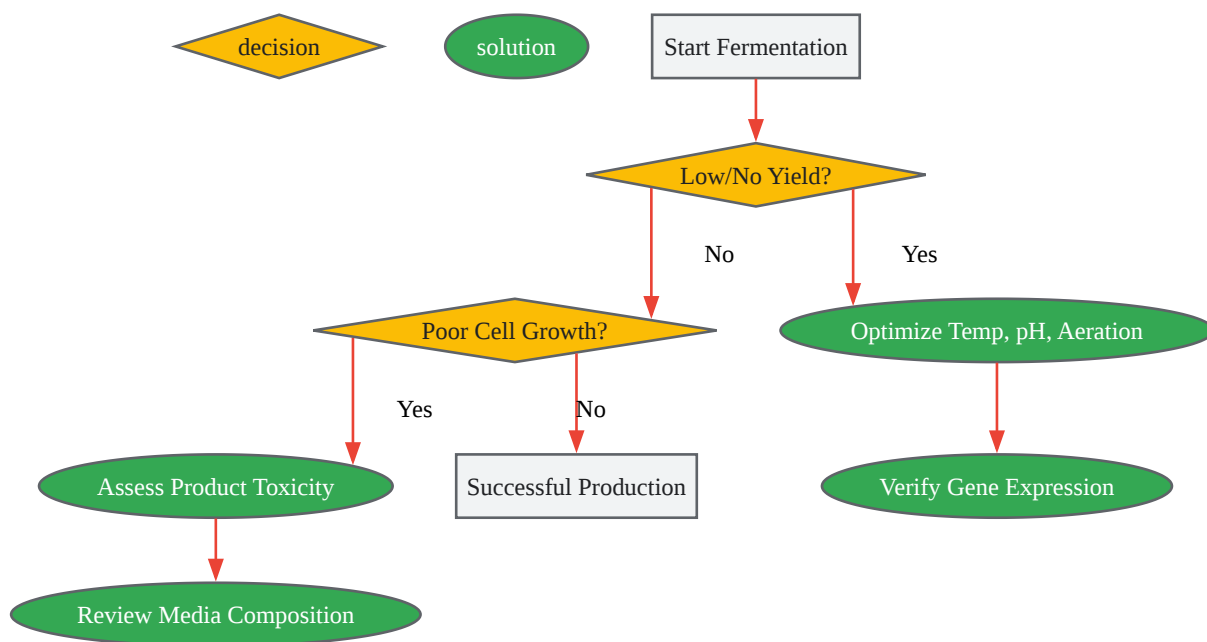 decision
solution
Start Fermentation
Low/No Yield?
No
Yes
Poor Cell Growth?
Optimize Temp, pH, Aeration
Yes
No
Assess Product Toxicity
Successful Production
Verify Gene Expression
Review Media Composition